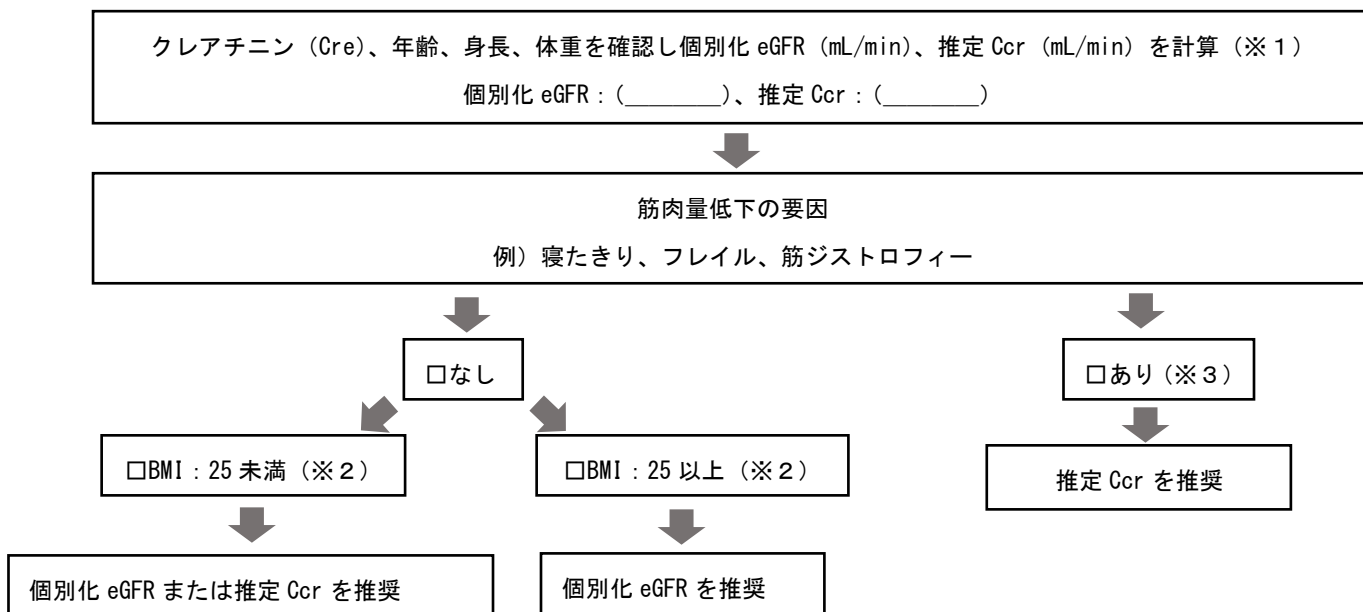 クレアチニン（Cre）、年齢、身長、体重を確認し個別化 eGFR（mL/min）、推定 Ccr（mL/min）を計算（※１）
個別化 eGFR：(________)、推定 Ccr：(________)
筋肉量低下の要因
例）寝たきり、フレイル、筋ジストロフィー
□なし
□あり（※３）
□BMI：25 未満（※２）
□BMI：25 以上（※２）
推定 Ccr を推奨
個別化 eGFR または推定 Ccr を推奨
個別化 eGFR を推奨